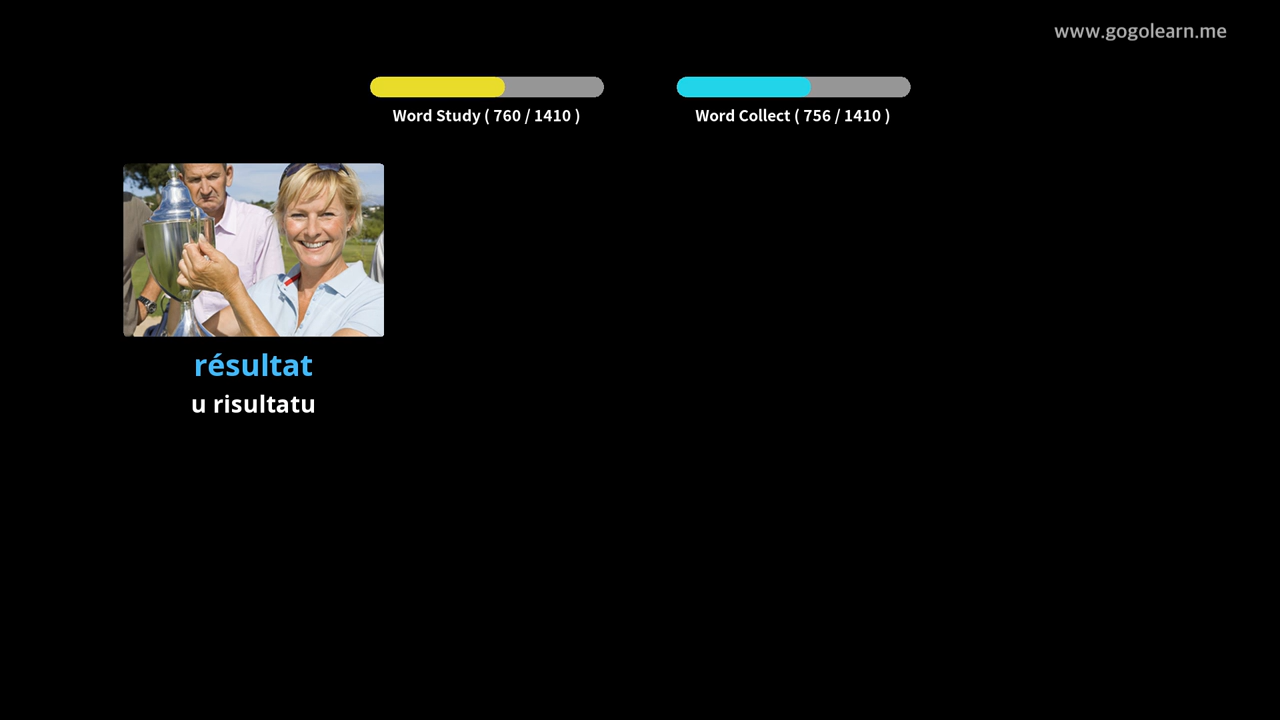 www.gogolearn.me
Word Study ( 760 / 1410 )
Word Collect ( 756 / 1410 )
résultat
u risultatu